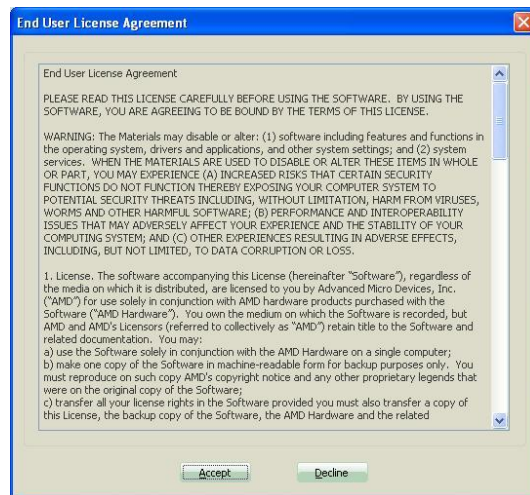 End User License Agreement
End User License Agreement
PLEASE READ THIS LICENSE CAREFULLY BEFORE USING THE SOFTWARE. BY USING THE
SOFTWARE, YOU ARE AGREEING TO BE BOUND BY THE TERMS OF THIS LICENSE.
WARNING: The Materials may disable or alter: (1) software including features and functions in
the operating system, drivers and applications, and other system settings; and (2) system
services. WHEN THE MATERIALS ARE USED TO DISABLE OR ALTER THESE ITEMS IN WHOLE
OR PART, YOU MAY EXPERIENCE (A) INCREASED RISKS THAT CERTAIN SECURITY
FUNCTIONS DO NOT FUNCTION THEREBY EXPOSING YOUR COMPUTER SYSTEM TO
POTENTIAL SECURITY THREATS INCLUDING, WITHOUT LIMITATION, HARM FROM VIRUSES,
WORMS AND OTHER HARMFUL SOFTWARE; (B) PERFORMANCE AND INTEROPERABILITY
ISSUES THAT MAY ADVERSELY AFFECT YOUR EXPERIENCE AND THE STABILITY OF YOUR
COMPUTING SYSTEM; AND (C) OTHER EXPERIENCES RESULTING IN ADVERSE EFFECTS,
INCLUDING, BUT NOT LIMITED, TO DATA CORRUPTION OR LOSS.
1. License. The software accompanying this License (hereinafter "Software"), regardless of
the media on which it is distributed, are licensed to you by Advanced Micro Devices, Inc.
("AMD") for use solely in conjunction with AMD hardware products purchased with the
Software ("AMD Hardware"). You own the medium on which the Software is recorded, but
AMD and AMD's Licensors (referred to collectively as "AMD") retain title to the Software and
related documentation. You may:
a) use the Software solely in conjunction with the AMD Hardware on a single computer;
b) make one copy of the Software in machine-readable form for backup purposes only. You
must reproduce on such copy AMD's copyright notice and any other proprietary legends that
were on the original copy of the Software;
c) transfer all your license rights in the Software provided you must also transfer a copy of
this License, the backup copy of the Software, the AMD Hardware and the related
Accept Decline